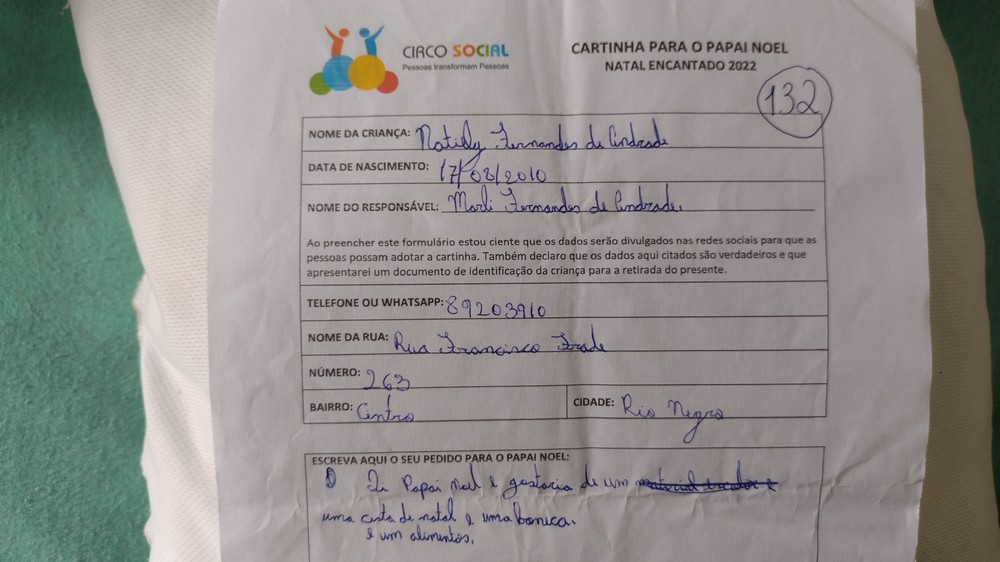 CIRCO SOCIAL
Pessoas transformam Pessoas
CARTINHA PARA O PAPAI NOEL
NATAL ENCANTADO 2022
132
NOME DA CRIANÇA: Natiely Fernandes de Andrade
DATA DE NASCIMENTO: 17/08/2010
NOME DO RESPONSÁVEL: Marli Fernandes de Andrade.
Ao preencher este formulário estou ciente que os dados serão divulgados nas redes sociais para que as
pessoas possam adotar a cartinha. Também declaro que os dados aqui citados são verdadeiros e que
apresentarei um documento de identificação da criança para a retirada do presente.
TELEFONE OU WHATSAPP: 89203910
NOME DA RUA: Rua Francisco Frade
NÚMERO: 263
BAIRRO: Centro CIDADE: Rio Negro
ESCREVA AQUI O SEU PEDIDO PARA O PAPAI NOEL:
Papai noel e gostaria de um material
uma cesta de natal e uma boneca.
e um alimentos.